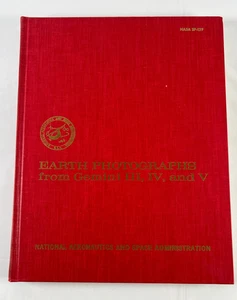 NASA SP-129
EARTH PHOTOGRAPHS
from Gemini III, IV, and V
NATIONAL AERONAUTICS AND SPACE ADMINISTRATION